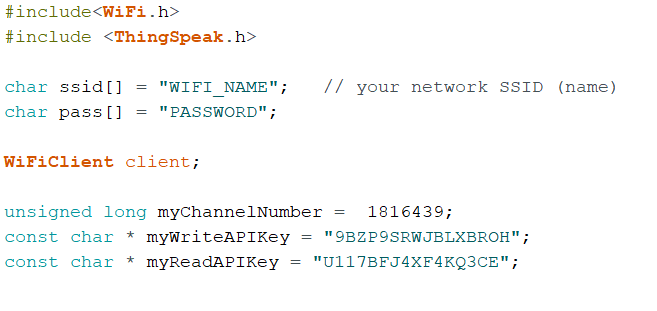 #include<WiFi.h>
#include <ThingSpeak.h>
char ssid[] = "WIFI_NAME";   // your network SSID (name)
char pass[] = "PASSWORD";
WiFiClient client;
unsigned long myChannelNumber =  1816439;
const char * myWriteAPIKey = "9BZP9SRWJBLXBROH";
const char * myReadAPIKey = "U117BFJ4XF4KQ3CE";